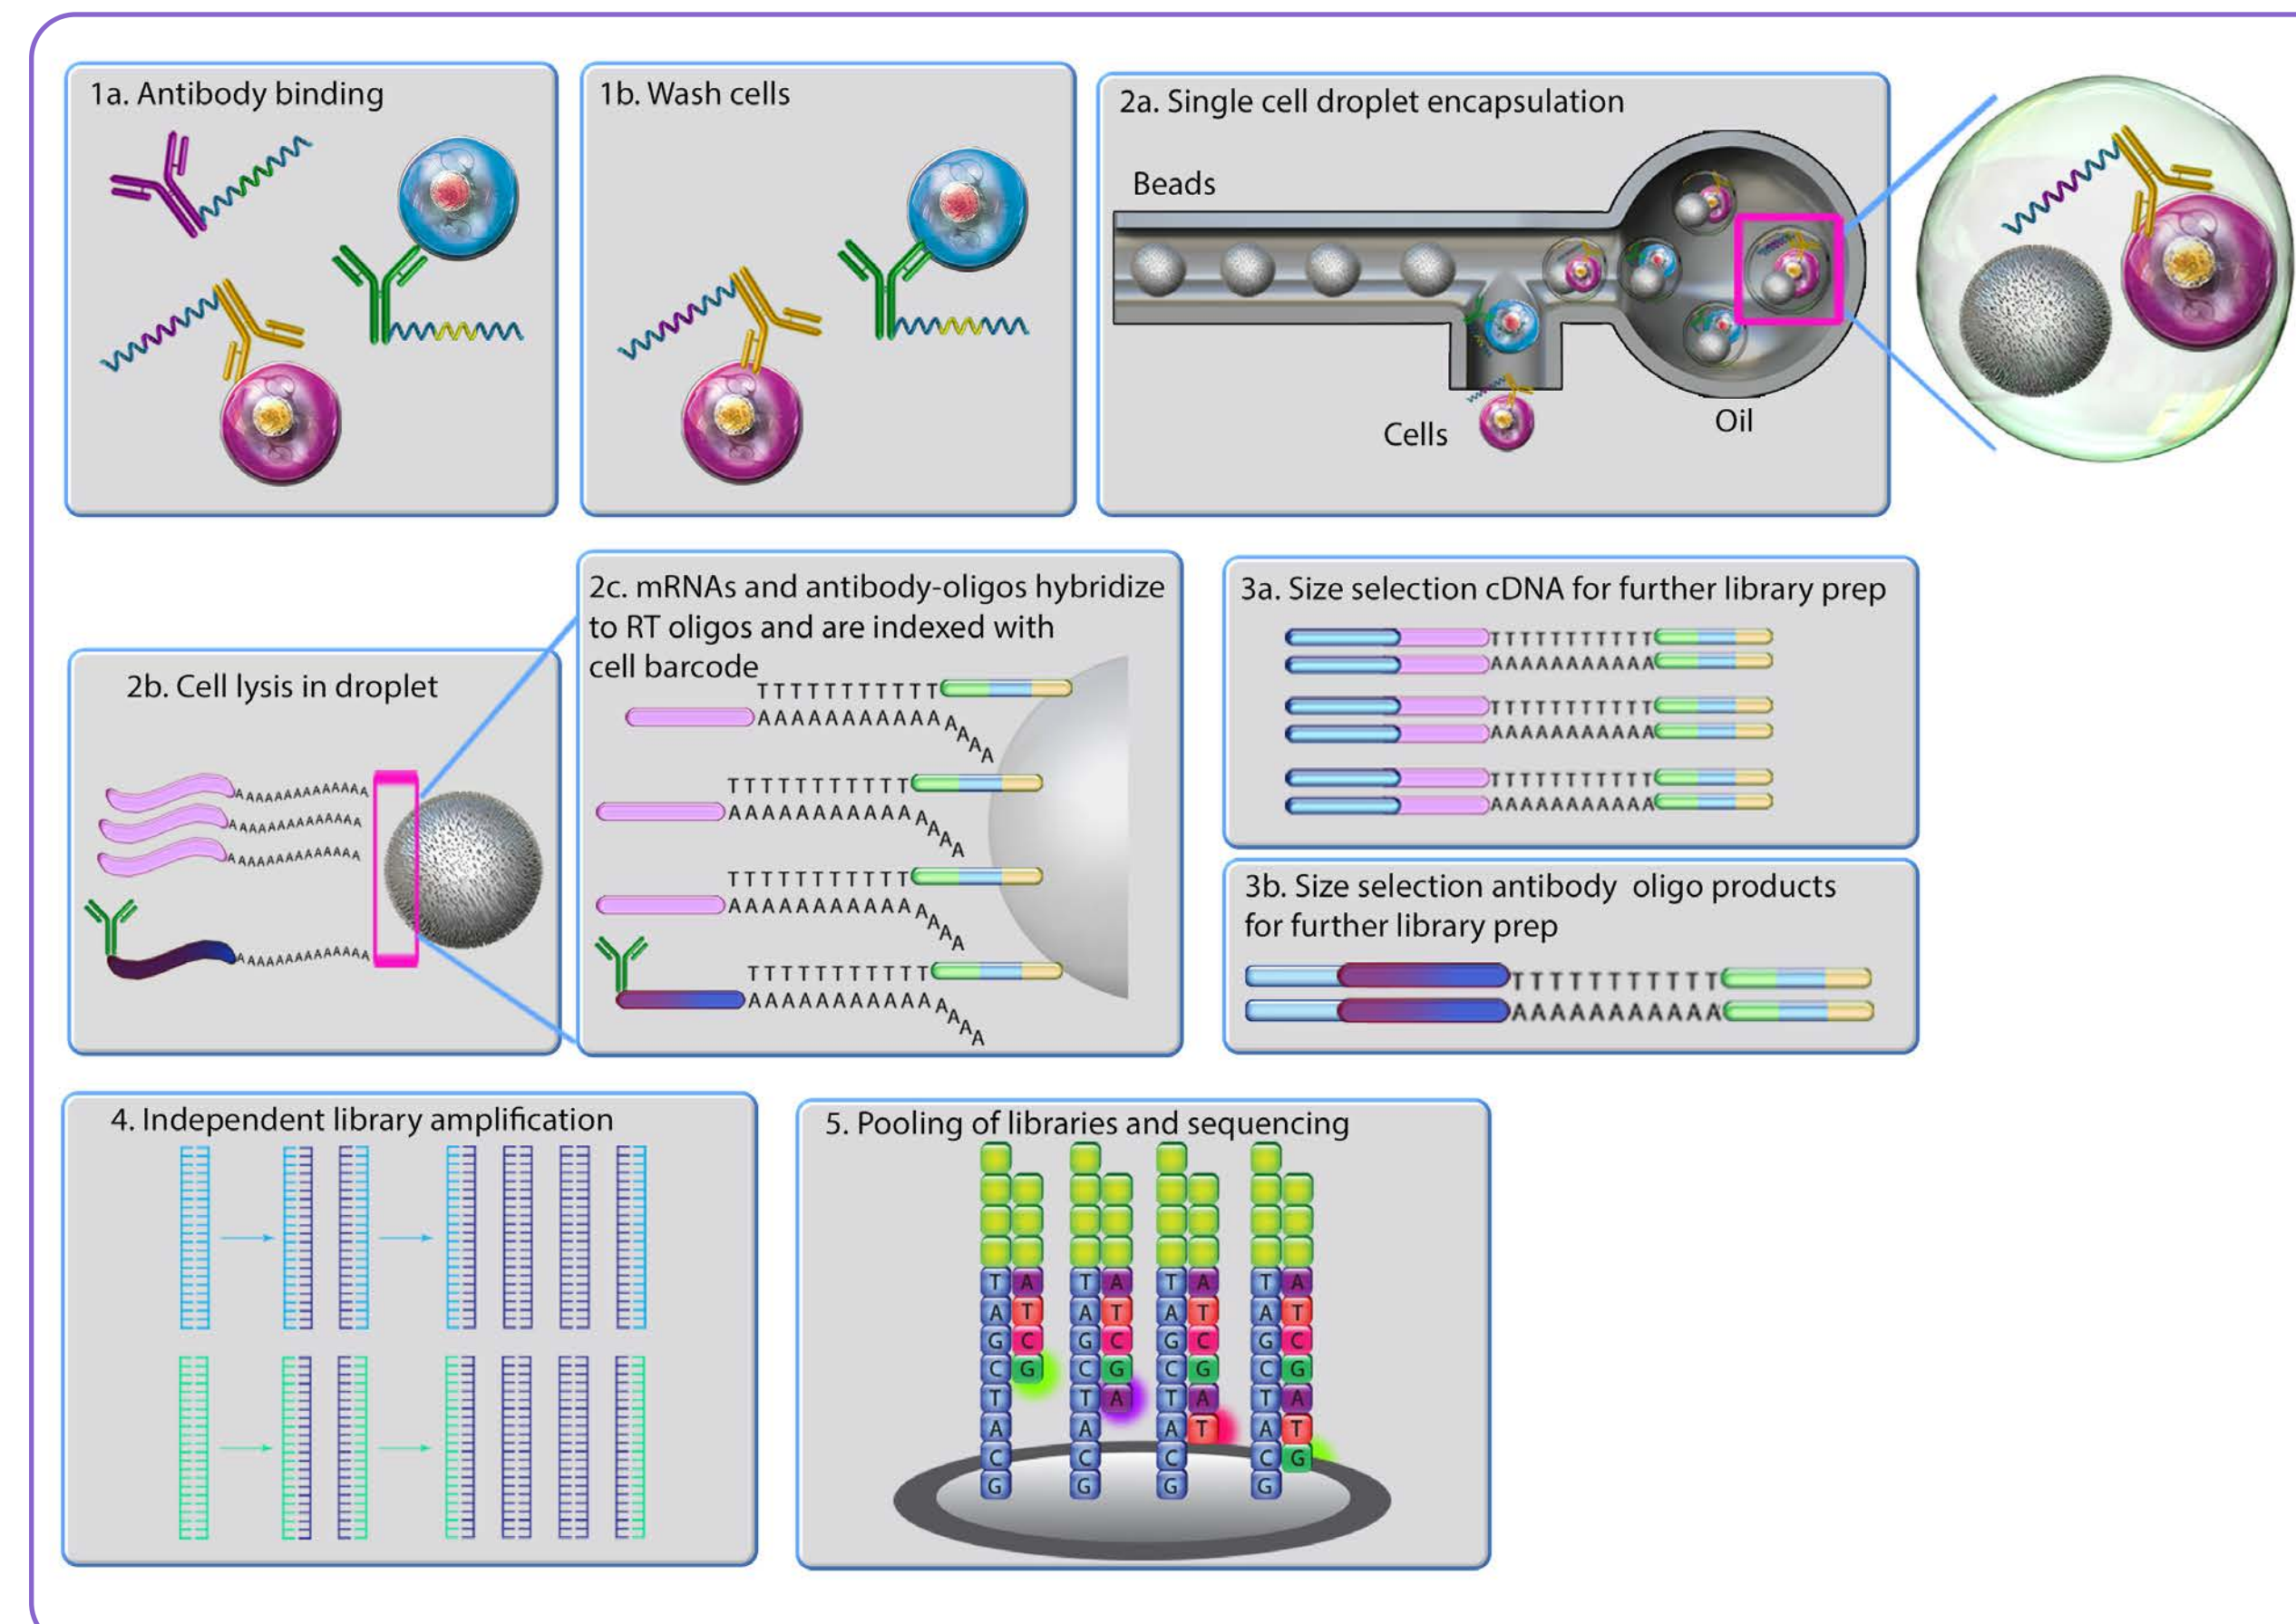 1a. Antibody binding
1b. Wash cells
2a. Single cell droplet encapsulation
Beads
Cells
Oil
2b. Cell lysis in droplet
AAAAAAAAAAAAA
AAAAAAAAAAAAA
AAAAAAAAAAAAA
AAAAAAAAAAAAA
2c. mRNAs and antibody-oligos hybridize
to RT oligos and are indexed with
cell barcode
TTTTTTTTTTT
AAAAAAAAAAAAAAA
TTTTTTTTTTT
AAAAAAAAAAAAAAA
TTTTTTTTTTT
AAAAAAAAAAAAAAA
TTTTTTTTTTT
AAAAAAAAAAAAAAA
3a. Size selection cDNA for further library prep
TTTTTTTTTTT
AAAAAAAAAAA
TTTTTTTTTTT
AAAAAAAAAAA
TTTTTTTTTTT
AAAAAAAAAAA
3b. Size selection antibody oligo products
for further library prep
TTTTTTTTTTT
AAAAAAAAAAA
4. Independent library amplification
5. Pooling of libraries and sequencing
T A T A T A T A
A T A T A T A T
G C G C G C G C
C G C G C G C G
T T A T A T A
A A A T A T
C C C C G
G G G G